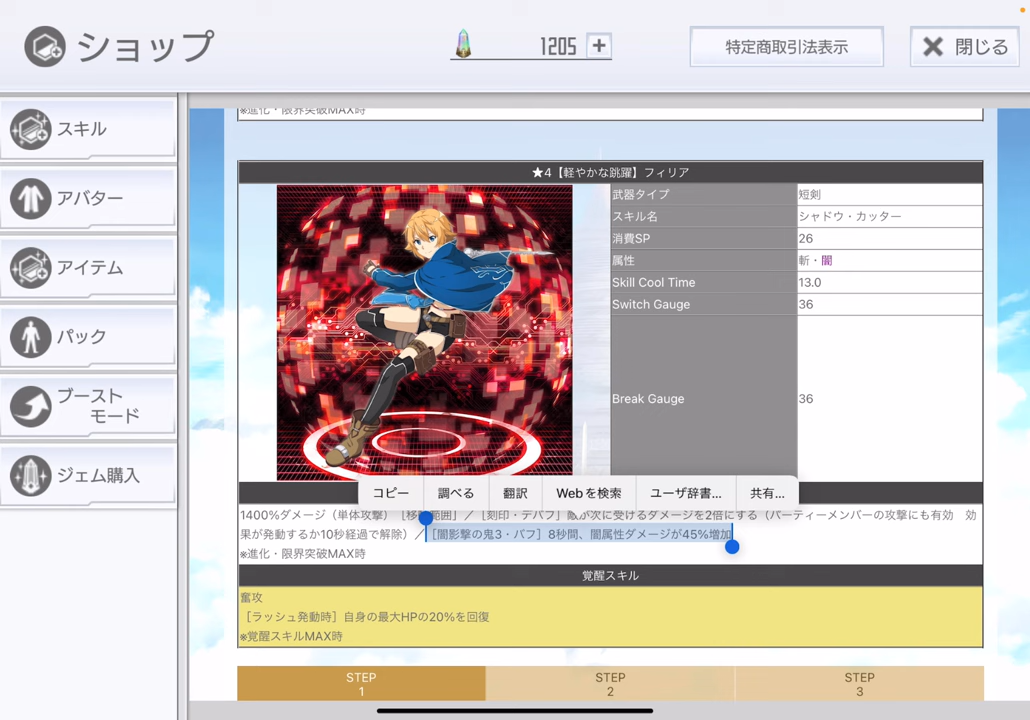 ショップ
1205
特定商取引法表示
閉じる
スキル
アバター
アイテム
パック
ブースト
モード
ジェム購入
※進化・限界突破MAX時
★4【軽やかな跳躍】フィリア
武器タイプ 短剣
スキル名 シャドウ・カッター
消費SP 26
属性 斬・闇
Skill Cool Time 13.0
Switch Gauge 36
Break Gauge 36
コピー 調べる 翻訳 Webを検索 ユーザ辞書... 共有...
1400%ダメージ（単体攻撃）［移動範囲］／［刻印・デバフ］敵が次に受けるダメージを2倍にする（パーティーメンバーの攻撃にも有効 効
果が発動するか10秒経過で解除）／［闇影撃の鬼3・バフ］8秒間、闇属性ダメージが45%増加
※進化・限界突破MAX時
覚醒スキル
奮攻
［ラッシュ発動時］自身の最大HPの20%を回復
※覚醒スキルMAX時
STEP
1
STEP
2
STEP
3